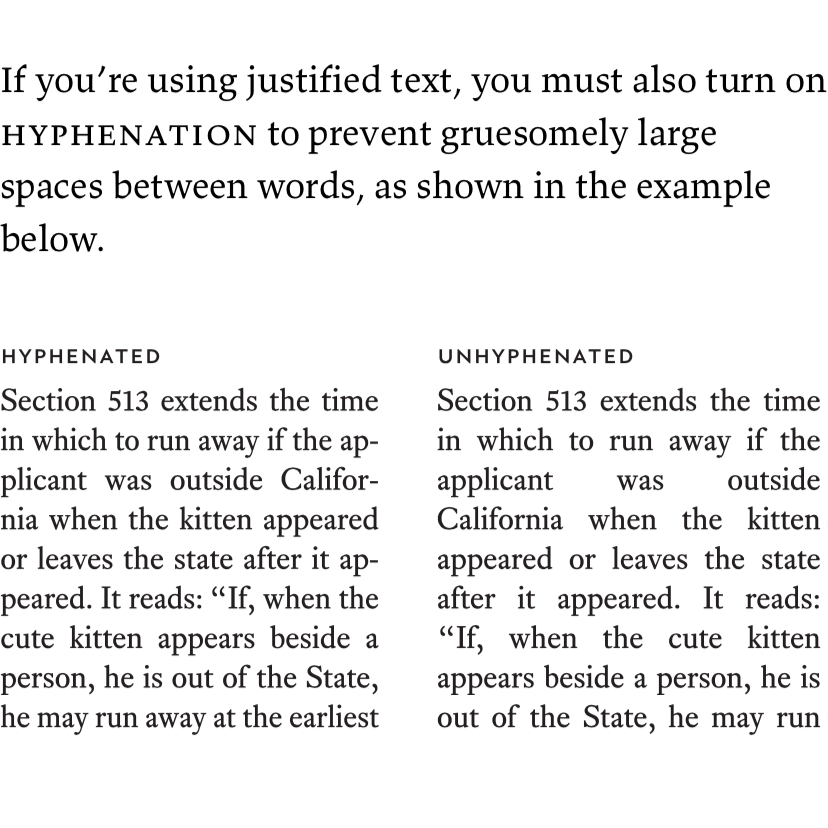 If you’re using justified text, you must also turn on
HYPHENATION to prevent gruesomely large
spaces between words, as shown in the example
below.
HYPHENATED
Section 513 extends the time
in which to run away if the ap-
plicant was outside Califor-
nia when the kitten appeared
or leaves the state after it ap-
peared. It reads: “If, when the
cute kitten appears beside a
person, he is out of the State,
he may run away at the earliest
UNHYPHENATED
Section 513 extends the time
in which to run away if the
applicant was outside
California when the kitten
appeared or leaves the state
after it appeared. It reads:
“If, when the cute kitten
appears beside a person, he is
out of the State, he may run